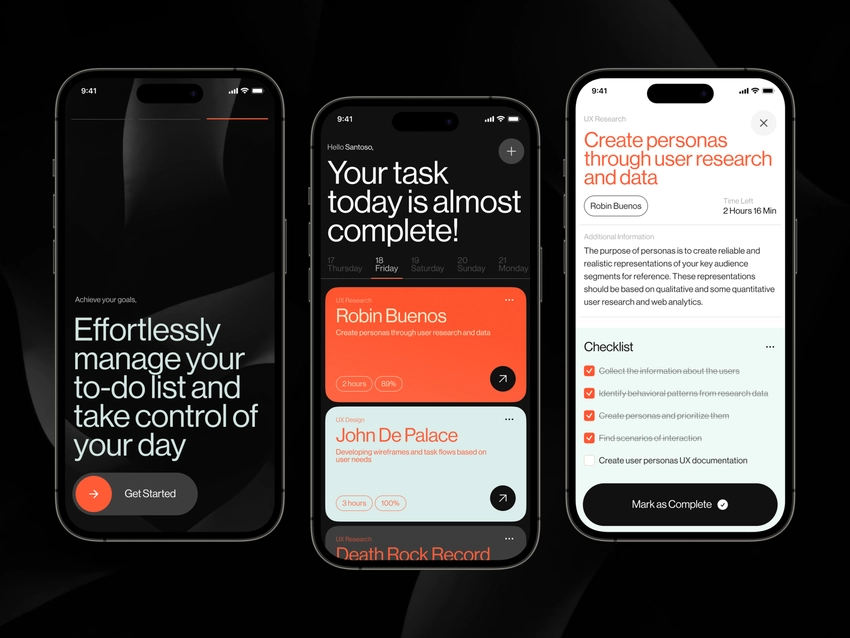 9:41
Achieve your goals,
Effortlessly
manage your
to-do list and
take control of
your day
Get Started
9:41
Hello Santoso,
Your task
today is almost
complete!
17 18 19 20 21
Thursday Friday Saturday Sunday Monday
UX Research
Robin Buenos
Create personas through user research and data
2 hours 89%
UX Design
John De Palace
Developing wireframes and task flows based on
user needs
3 hours 100%
UX Research
Death Rock Record
9:41
UX Research
Create personas
through user research
and data
Robin Buenos
Time Left
2 Hours 16 Min
Additional Information
The purpose of personas is to create reliable and
realistic representations of your key audience
segments for reference. These representations
should be based on qualitative and some quantitative
user research and web analytics.
Checklist
Collect the information about the users
Identify behavioral patterns from research data
Create personas and prioritize them
Find scenarios of interaction
Create user personas UX documentation
Mark as Complete